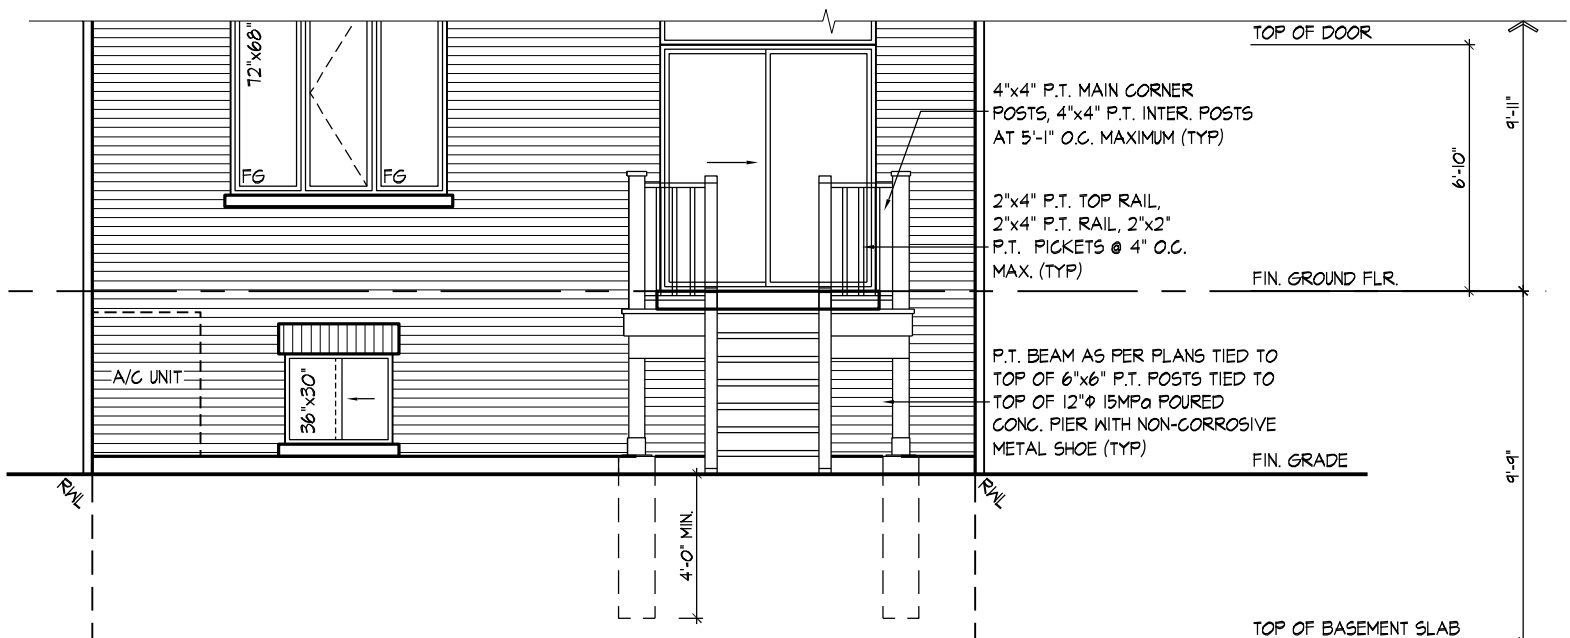 72"x68"
FG
FG
TOP OF DOOR
4"x4" P.T. MAIN CORNER
POSTS, 4"x4" P.T. INTER. POSTS
AT 5'-1" O.C. MAXIMUM (TYP)
9'-11"
6'-10"
2"x4" P.T. TOP RAIL,
2"x4" P.T. RAIL, 2"x2"
P.T. PICKETS @ 4" O.C.
MAX. (TYP)
FIN. GROUND FLR.
A/C UNIT
36"x30"
P.T. BEAM AS PER PLANS TIED TO
TOP OF 6"x6" P.T. POSTS TIED TO
TOP OF 12"Φ 15MPa POURED
CONC. PIER WITH NON-CORROSIVE
METAL SHOE (TYP)
FIN. GRADE
9'-9"
RWL
RWL
4'-0" MIN.
TOP OF BASEMENT SLAB